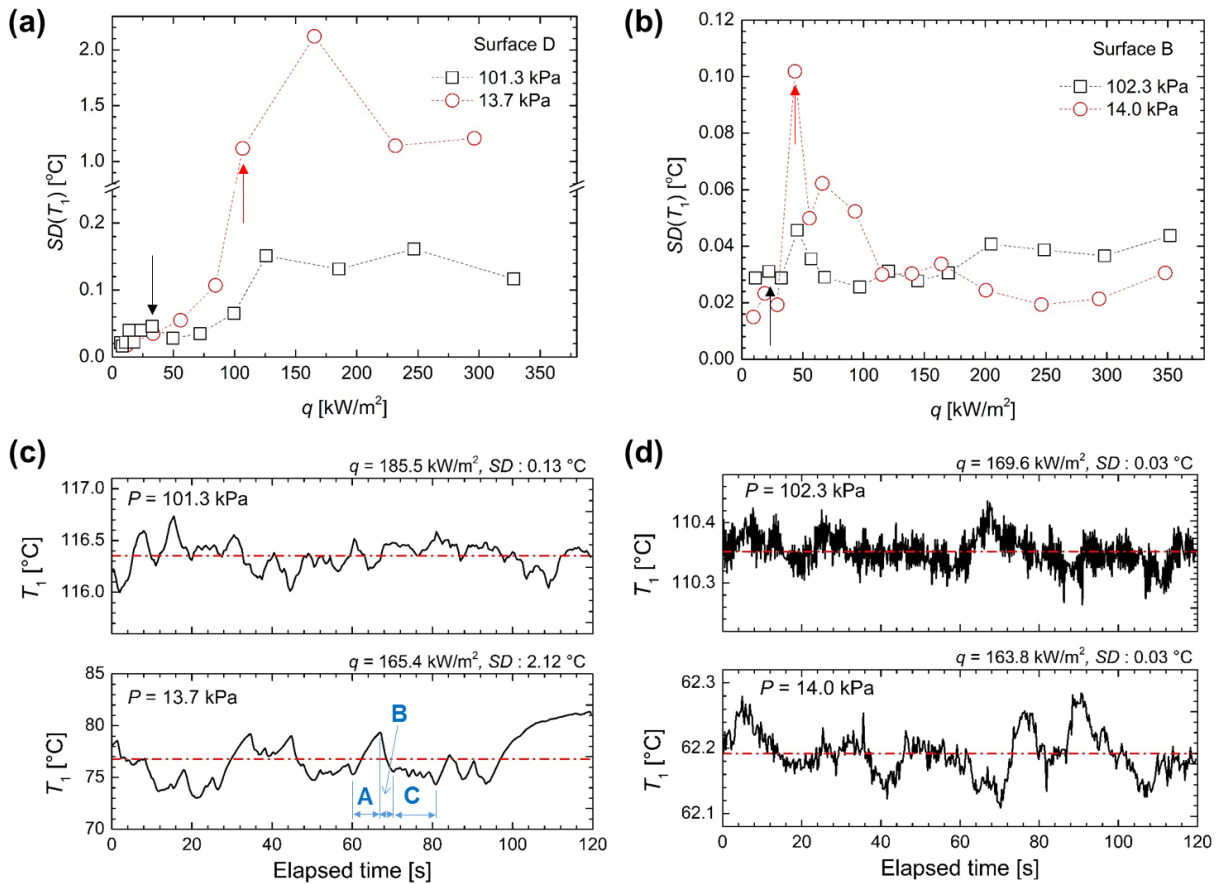 (a)
Surface D
101.3 kPa
13.7 kPa
2.0
1.0
0.2
0.1
0.0
SD(T₁) [°C]
0 50 100 150 200 250 300 350
q [kW/m²]
(b)
Surface B
102.3 kPa
14.0 kPa
0.12
0.10
0.08
0.06
0.04
0.02
0.00
SD(T₁) [°C]
0 50 100 150 200 250 300 350
q [kW/m²]
(c)
q = 185.5 kW/m², SD : 0.13 °C
P = 101.3 kPa
117.0
116.5
116.0
T₁ [°C]
q = 165.4 kW/m², SD : 2.12 °C
P = 13.7 kPa
85
80
75
70
T₁ [°C]
B
A
C
0 20 40 60 80 100 120
Elapsed time [s]
(d)
q = 169.6 kW/m², SD : 0.03 °C
P = 102.3 kPa
110.4
110.3
T₁ [°C]
q = 163.8 kW/m², SD : 0.03 °C
P = 14.0 kPa
62.3
62.2
62.1
T₁ [°C]
0 20 40 60 80 100 120
Elapsed time [s]